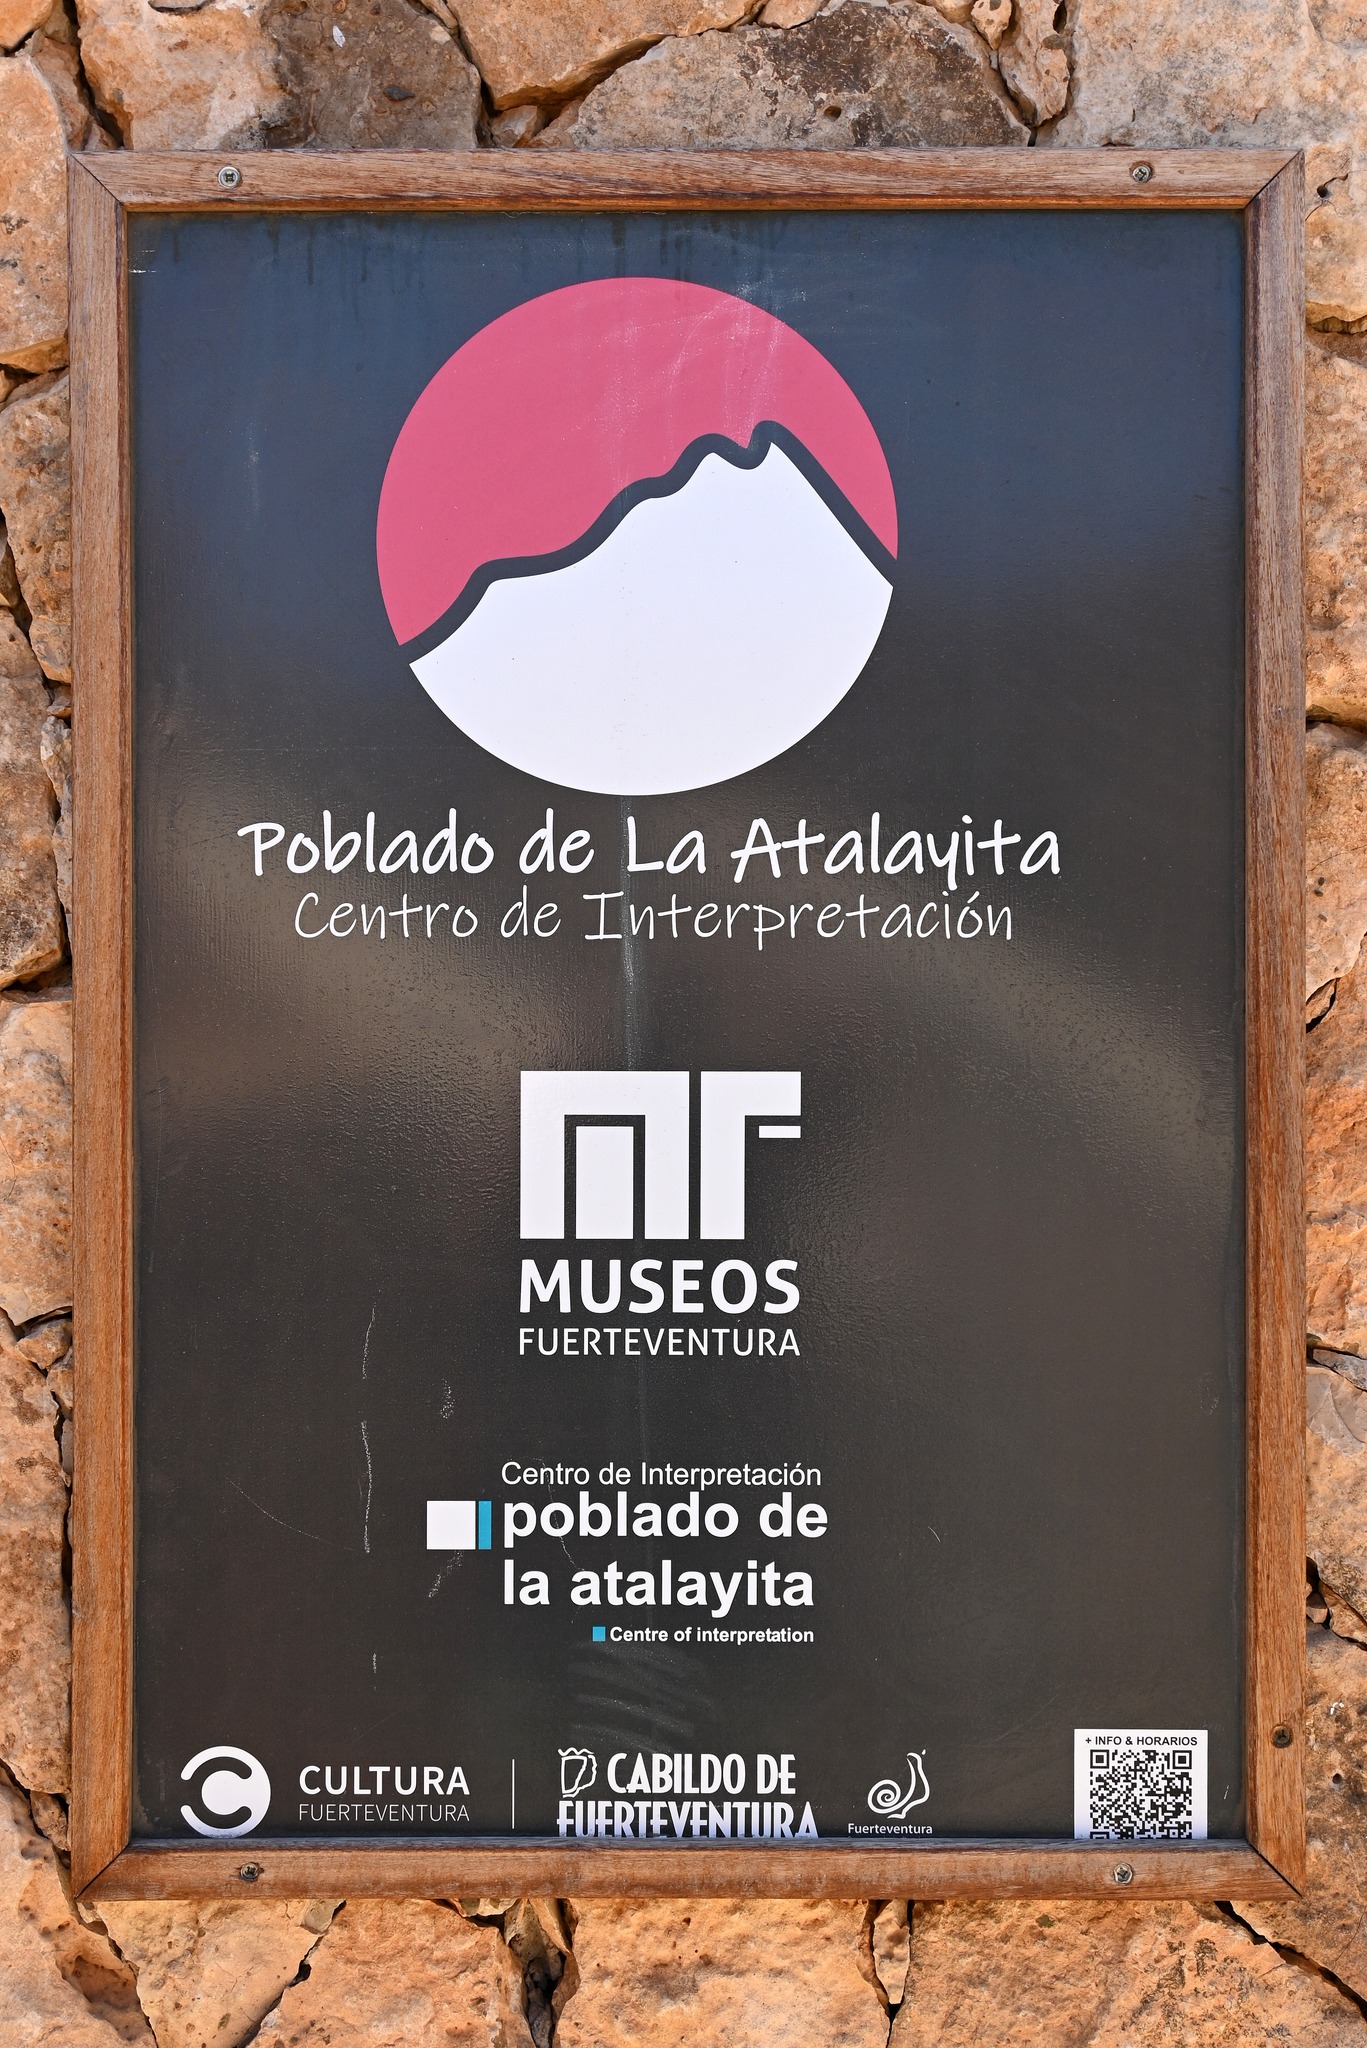 Poblado de La Atalayita
Centro de Interpretación
MUSEOS
FUERTEVENTURA
Centro de Interpretación
poblado de
la atalayita
Centre of interpretation
CULTURA
FUERTEVENTURA
CABILDO DE
FUERTEVENTURA
Fuerteventura
+ INFO & HORARIOS